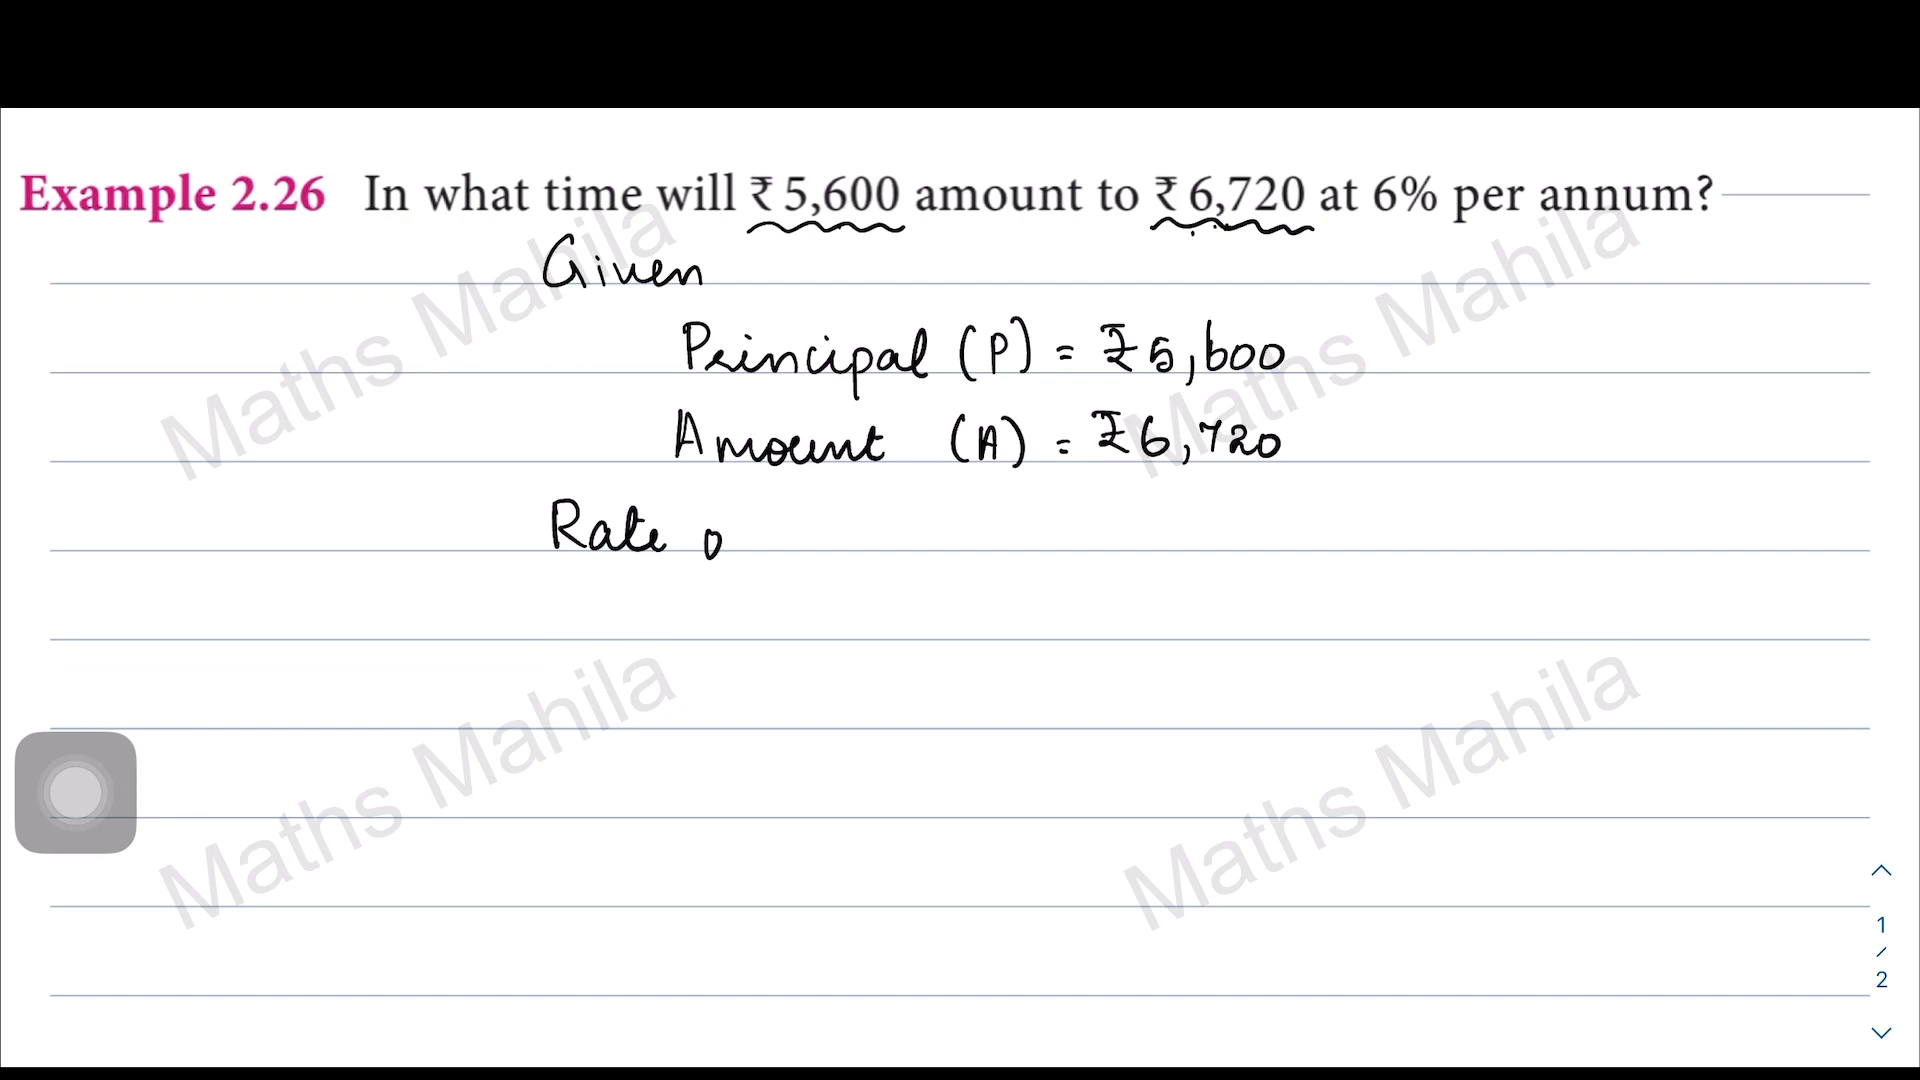 Example 2.26 In what time will ₹ 5,600 amount to ₹ 6,720 at 6% per annum?
Given
Principal (P) = ₹5,600
Amount (A) = ₹6,720
Rate o
Maths Mahila
Maths Mahila
Maths Mahila
Maths Mahila
1
/
2